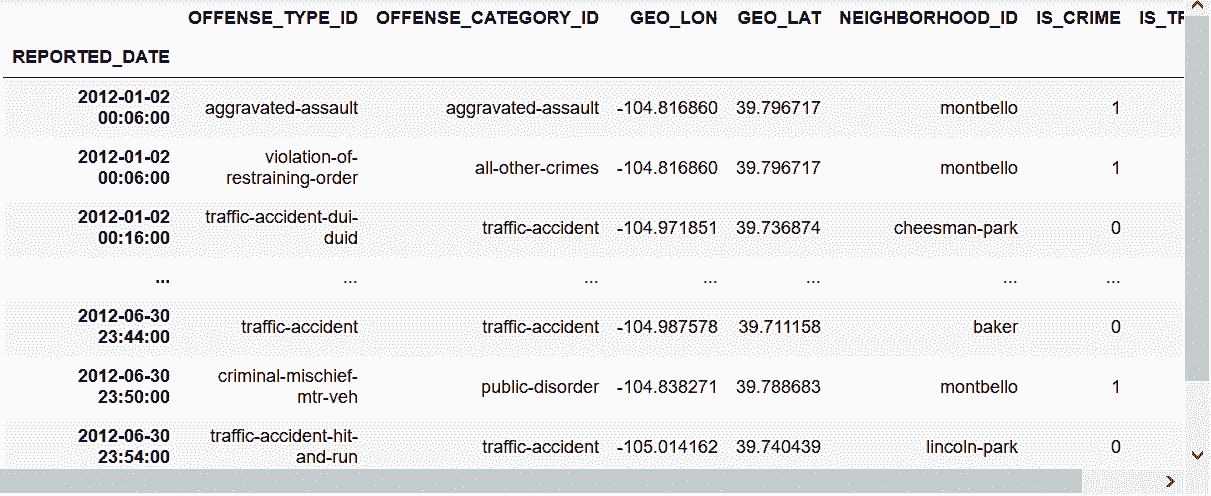 OFFENSE_TYPE_ID OFFENSE_CATEGORY_ID GEO_LON GEO_LAT NEIGHBORHOOD_ID IS_CRIME IS_TR
REPORTED_DATE
2012-01-02 00:06:00 aggravated-assault aggravated-assault -104.816860 39.796717 montbello 1
2012-01-02 00:06:00 violation-of-restraining-order all-other-crimes -104.816860 39.796717 montbello 1
2012-01-02 00:16:00 traffic-accident-dui-duid traffic-accident -104.971851 39.736874 cheesman-park 0
... ... ... ... ... ... ...
2012-06-30 23:44:00 traffic-accident traffic-accident -104.987578 39.711158 baker 0
2012-06-30 23:50:00 criminal-mischief-mtr-veh public-disorder -104.838271 39.788683 montbello 1
2012-06-30 23:54:00 traffic-accident-hit-and-run traffic-accident -105.014162 39.740439 lincoln-park 0